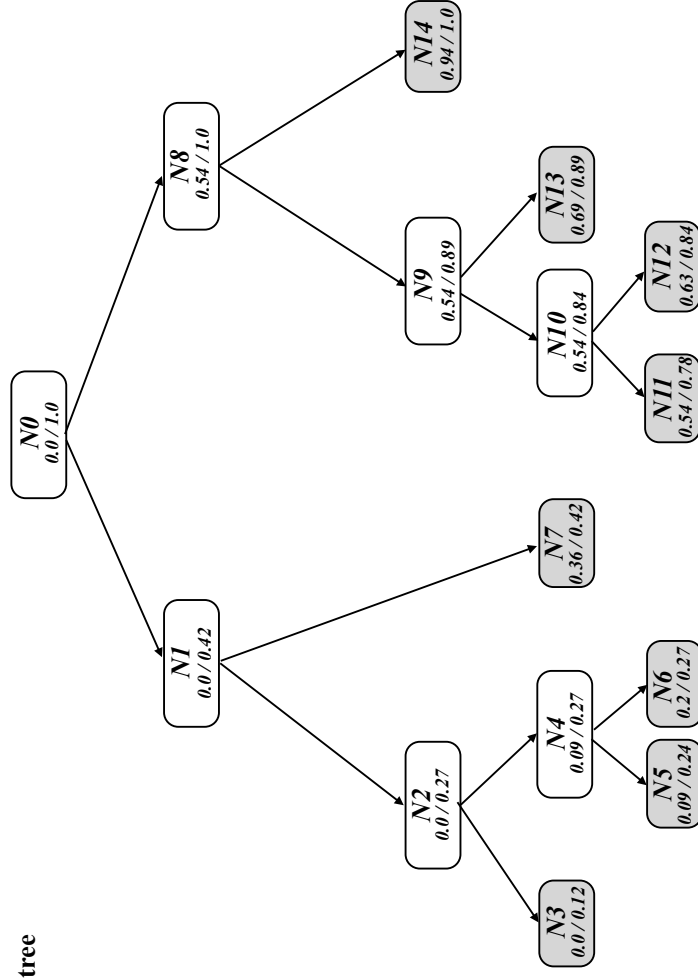 tree
N0
0.0 / 1.0
N1
0.0 / 0.42
N8
0.54 / 1.0
N2
0.0 / 0.27
N9
0.54 / 0.89
N14
0.94 / 1.0
N3
0.0 / 0.12
N4
0.09 / 0.27
N7
0.36 / 0.42
N10
0.54 / 0.84
N13
0.69 / 0.89
N5
0.09 / 0.24
N6
0.2 / 0.27
N11
0.54 / 0.78
N12
0.63 / 0.84